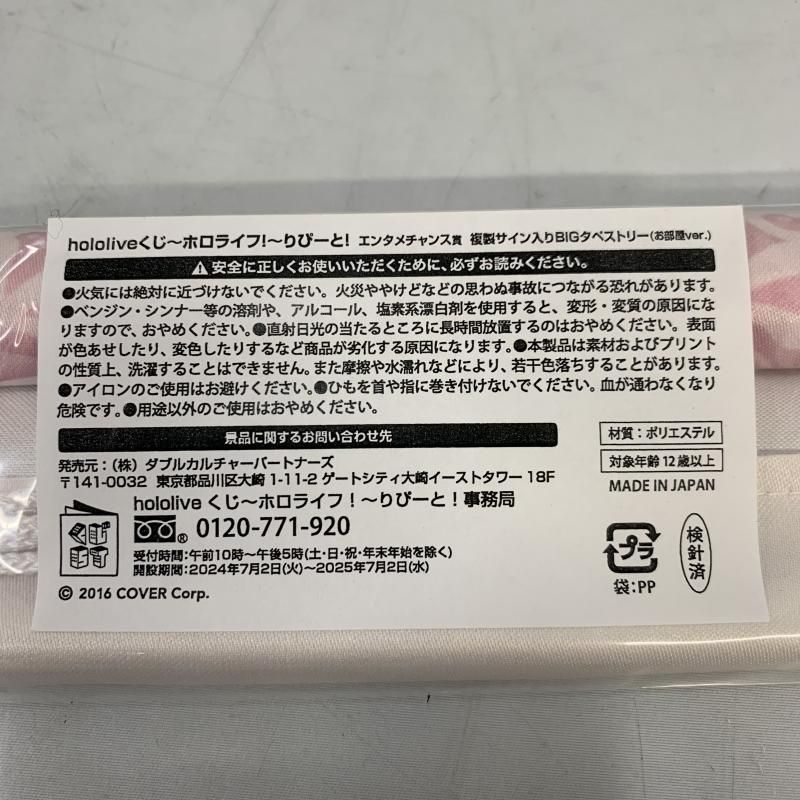 hololiveくじ～ホロライフ!～りぴーと! エンタメチャンス賞 複製サイン入りBIGタペストリー(お部屋ver.)
安全に正しくお使いいただくために、必ずお読みください。
●火気には絶対に近づけないでください。火災ややけどなどの思わぬ事故につながる恐れがあります。
●ベンジン・シンナー等の溶剤や、アルコール、塩素系漂白剤を使用すると、変形・変質の原因になり
ますので、おやめください。●直射日光の当たるところに長時間放置するのはおやめください。表面
が色あせしたり、変色したりするなど商品が劣化する原因になります。●本製品は素材およびプリント
の性質上、洗濯することはできません。また摩擦や水濡れなどにより、若干色落ちすることがあります。
●アイロンのご使用はお避けください。●ひもを首や指に巻き付けないでください。血が通わなくなり
危険です。●用途以外のご使用はおやめください。
景品に関するお問い合わせ先
発売元：(株) ダブルカルチャーパートナーズ
〒141-0032 東京都品川区大崎 1-11-2 ゲートシティ大崎イーストタワー 18F
hololive くじ～ホロライフ！～りぴーと！事務局
® 0120-771-920
受付時間：午前10時～午後5時(土・日・祝・年末年始を除く)
開設期間：2024年7月2日(火)～2025年7月2日(水)
© 2016 COVER Corp.
材質：ポリエステル
対象年齢 12歳以上
MADE IN JAPAN
プラ
袋：PP
検針済